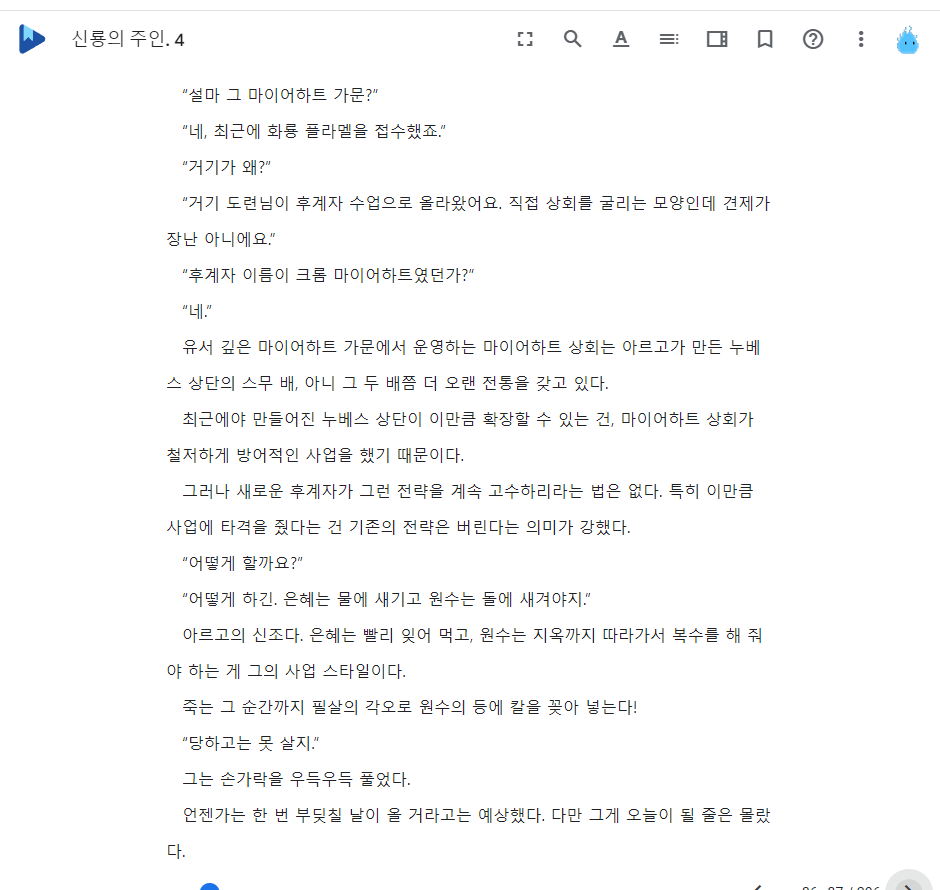 신룡의 주인. 4
“설마 그 마이어하트 가문?”
“네, 최근에 화룡 플라멜을 접수했죠.”
“거기가 왜?”
“거기 도련님이 후계자 수업으로 올라왔어요. 직접 상회를 굴리는 모양인데 견제가
장난 아니에요.”
“후계자 이름이 크롬 마이어하트였던가?”
“네.”
유서 깊은 마이어하트 가문에서 운영하는 마이어하트 상회는 아르고가 만든 누베
스 상단의 스무 배, 아니 그 두 배쯤 더 오랜 전통을 갖고 있다.
최근에야 만들어진 누베스 상단이 이만큼 확장할 수 있는 건, 마이어하트 상회가
철저하게 방어적인 사업을 했기 때문이다.
그러나 새로운 후계자가 그런 전략을 계속 고수하리라는 법은 없다. 특히 이만큼
사업에 타격을 줬다는 건 기존의 전략은 버린다는 의미가 강했다.
“어떻게 할까요?”
“어떻게 하긴. 은혜는 물에 새기고 원수는 돌에 새겨야지.”
아르고의 신조다. 은혜는 빨리 잊어 먹고, 원수는 지옥까지 따라가서 복수를 해 줘
야 하는 게 그의 사업 스타일이다.
죽는 그 순간까지 필살의 각오로 원수의 등에 칼을 꽂아 넣는다!
“당하고는 못 살지.”
그는 손가락을 우득우득 풀었다.
언젠가는 한 번 부딪칠 날이 올 거라고는 예상했다. 다만 그게 오늘이 될 줄은 몰랐
다.